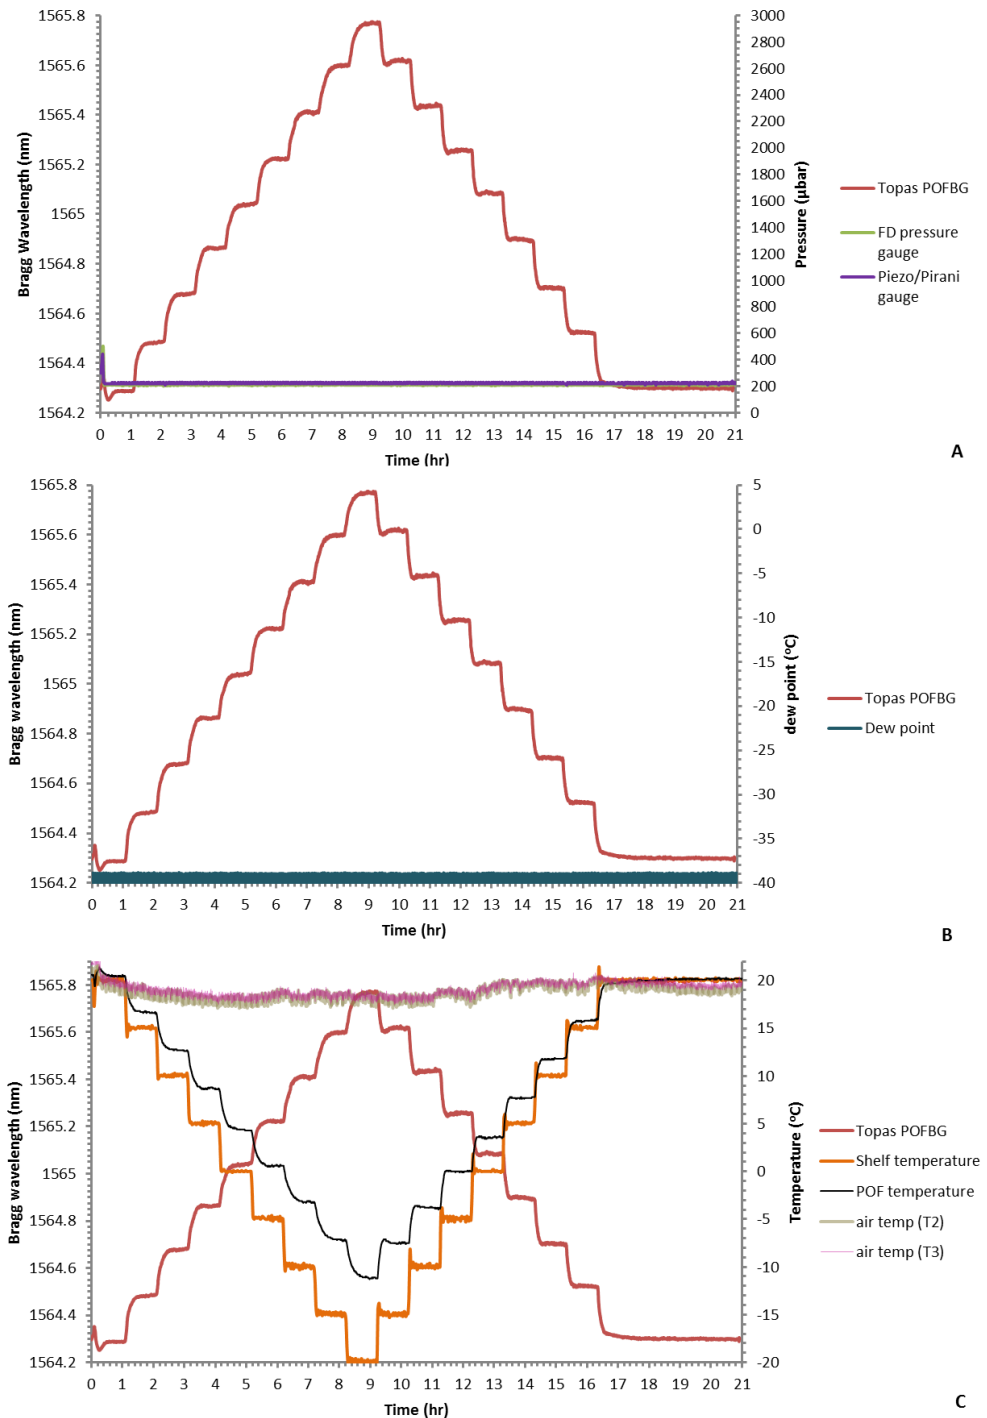 1565.8
1565.6
1565.4
1565.2
1565
1564.8
1564.6
1564.4
1564.2
Bragg Wavelength (nm)
3000
2800
2600
2400
2200
2000
1800
1600
1400
1200
1000
800
600
400
200
0
Pressure (μbar)
0 1 2 3 4 5 6 7 8 9 10 11 12 13 14 15 16 17 18 19 20 21
Time (hr)
Topas POFBG
FD pressure
gauge
Piezo/Pirani
gauge
A
1565.8
1565.6
1565.4
1565.2
1565
1564.8
1564.6
1564.4
1564.2
Bragg wavelength (nm)
5
0
-5
-10
-15
-20
-25
-30
-35
-40
dew point (°C)
0 1 2 3 4 5 6 7 8 9 10 11 12 13 14 15 16 17 18 19 20 21
Time (hr)
Topas POFBG
Dew point
B
1565.8
1565.6
1565.4
1565.2
1565
1564.8
1564.6
1564.4
1564.2
Bragg wavelength (nm)
20
15
10
5
0
-5
-10
-15
-20
Temperature (°C)
0 1 2 3 4 5 6 7 8 9 10 11 12 13 14 15 16 17 18 19 20 21
Time (hr)
Topas POFBG
Shelf temperature
POF temperature
air temp (T2)
air temp (T3)
C